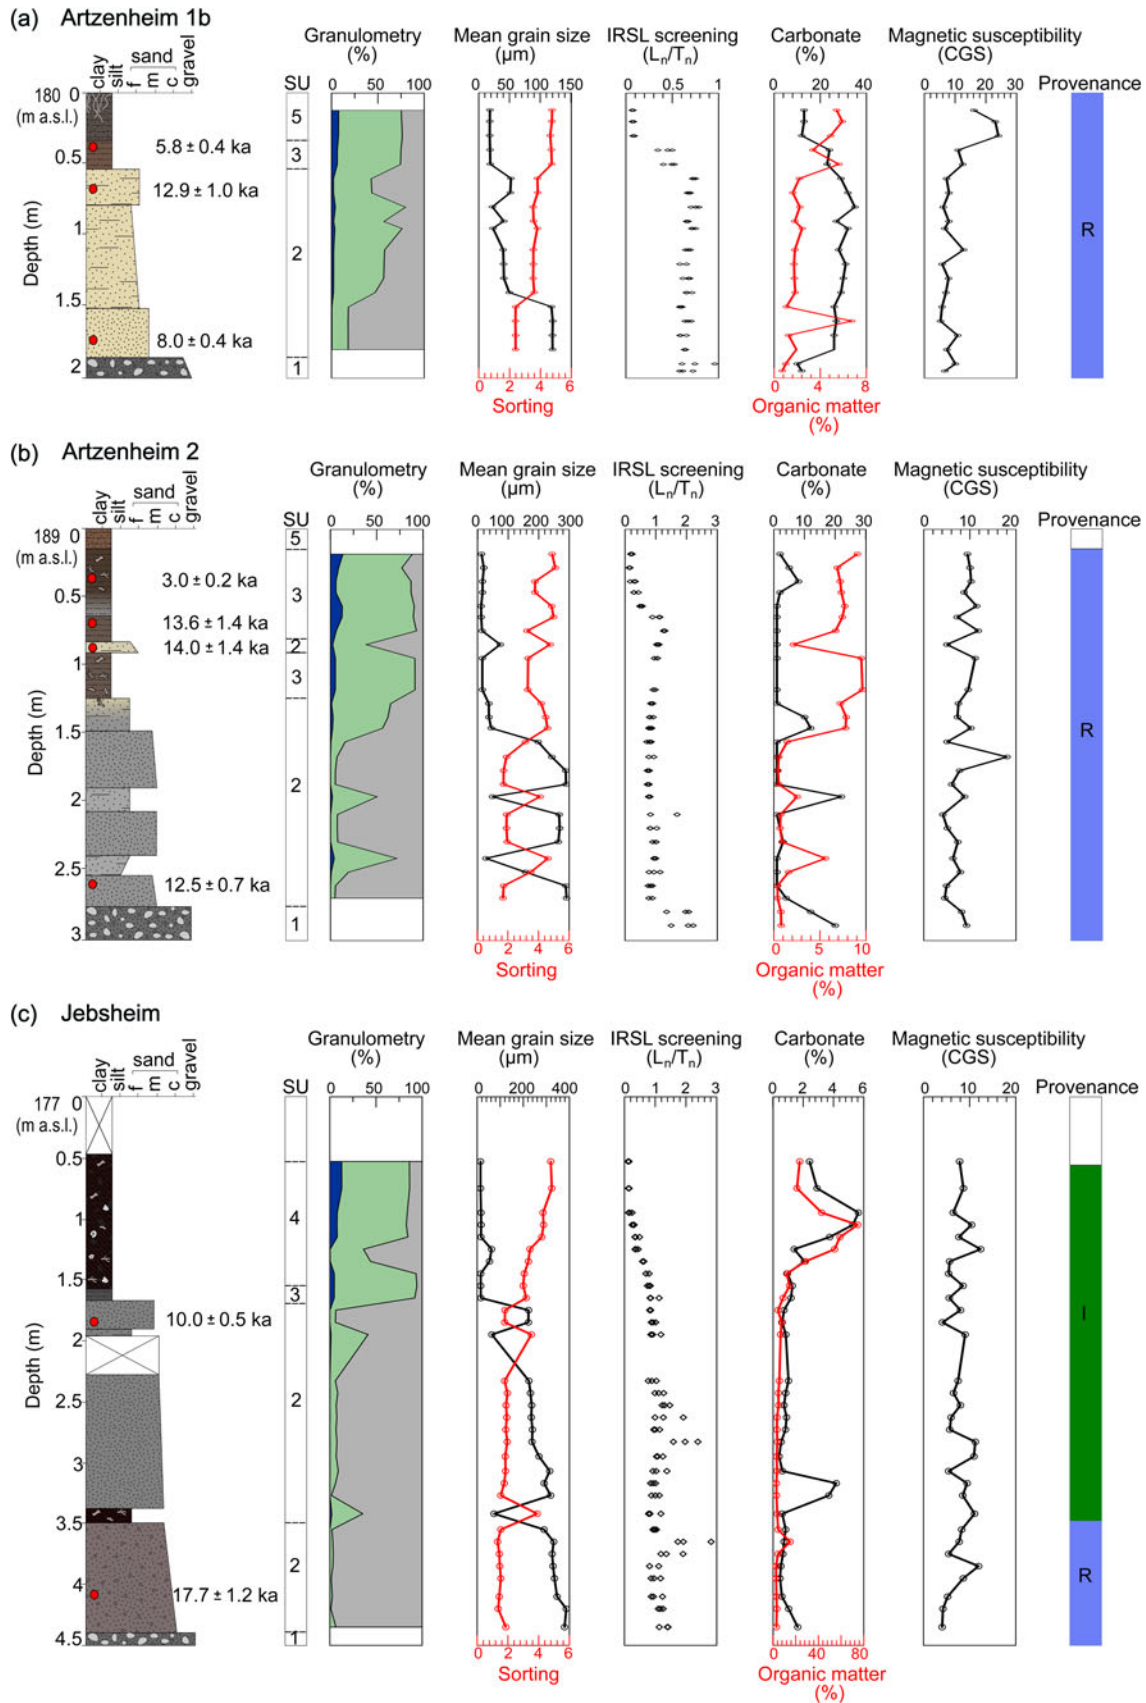 (a) Artzenheim 1b
Granulometry (%)
Mean grain size (µm)
IRSL screening (Ln/Tn)
Carbonate (%)
Magnetic susceptibility (CGS)
Provenance
clay silt sand f m c gravel
SU
0 50 100
0 50 100 150
0 0.5 1
0 20 40
0 10 20 30
180 0
(m a.s.l.)
0.5
1
1.5
2
Depth (m)
5.8 ± 0.4 ka
12.9 ± 1.0 ka
8.0 ± 0.4 ka
5
3
2
1
R
0 2 4 6
Sorting
0 4 8
Organic matter (%)
(b) Artzenheim 2
Granulometry (%)
Mean grain size (µm)
IRSL screening (Ln/Tn)
Carbonate (%)
Magnetic susceptibility (CGS)
Provenance
clay silt sand f m c gravel
SU
0 50 100
0 100 200 300
0 1 2 3
0 10 20 30
0 10 20 30
189 0
(m a.s.l.)
0.5
1
1.5
2
2.5
3
Depth (m)
3.0 ± 0.2 ka
13.6 ± 1.4 ka
14.0 ± 1.4 ka
12.5 ± 0.7 ka
5
3
2
3
2
1
R
0 2 4 6
Sorting
0 5 10
Organic matter (%)
(c) Jebsheim
Granulometry (%)
Mean grain size (µm)
IRSL screening (Ln/Tn)
Carbonate (%)
Magnetic susceptibility (CGS)
Provenance
clay silt sand f m c gravel
SU
0 50 100
0 200 400
0 1 2 3
0 2 4 6
0 10 20
177 0
(m a.s.l.)
0.5
1
1.5
2
2.5
3
3.5
4
4.5
Depth (m)
10.0 ± 0.5 ka
17.7 ± 1.2 ka
4
3
2
2
1
I
R
0 2 4 6
Sorting
0 40 80
Organic matter (%)